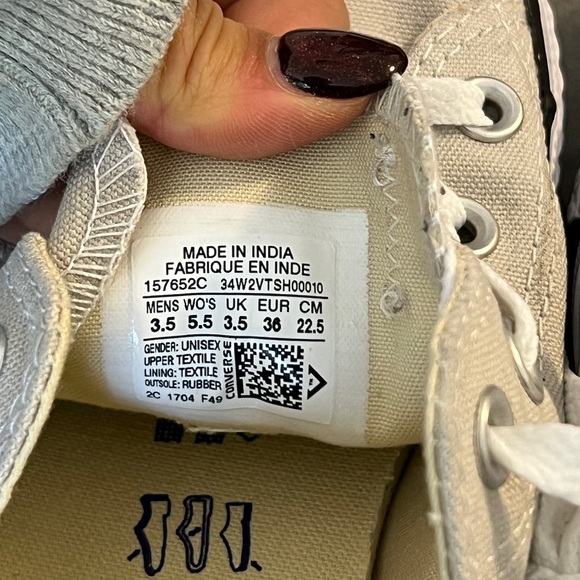 MADE IN INDIA
FABRIQUE EN INDE
157652C 34W2VTSH00010
MENS WO'S UK EUR CM
3.5 5.5 3.5 36 22.5
GENDER: UNISEX
UPPER: TEXTILE
LINING: TEXTILE
OUTSOLE: RUBBER
2C 1704 F49
CONVERSE